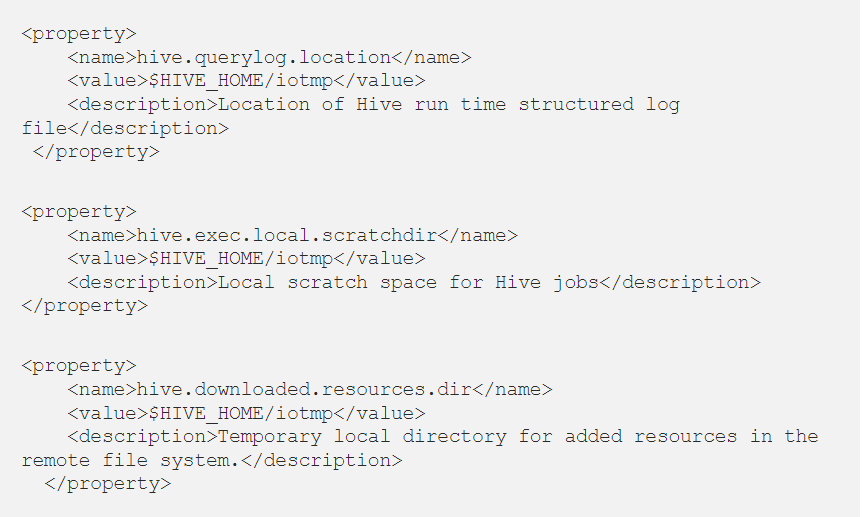 <property>
    <name>hive.querylog.location</name>
    <value>$HIVE_HOME/iotmp</value>
    <description>Location of Hive run time structured log
file</description>
 </property>
<property>
    <name>hive.exec.local.scratchdir</name>
    <value>$HIVE_HOME/iotmp</value>
    <description>Local scratch space for Hive jobs</description>
</property>
<property>
    <name>hive.downloaded.resources.dir</name>
    <value>$HIVE_HOME/iotmp</value>
    <description>Temporary local directory for added resources in the
remote file system.</description>
  </property>